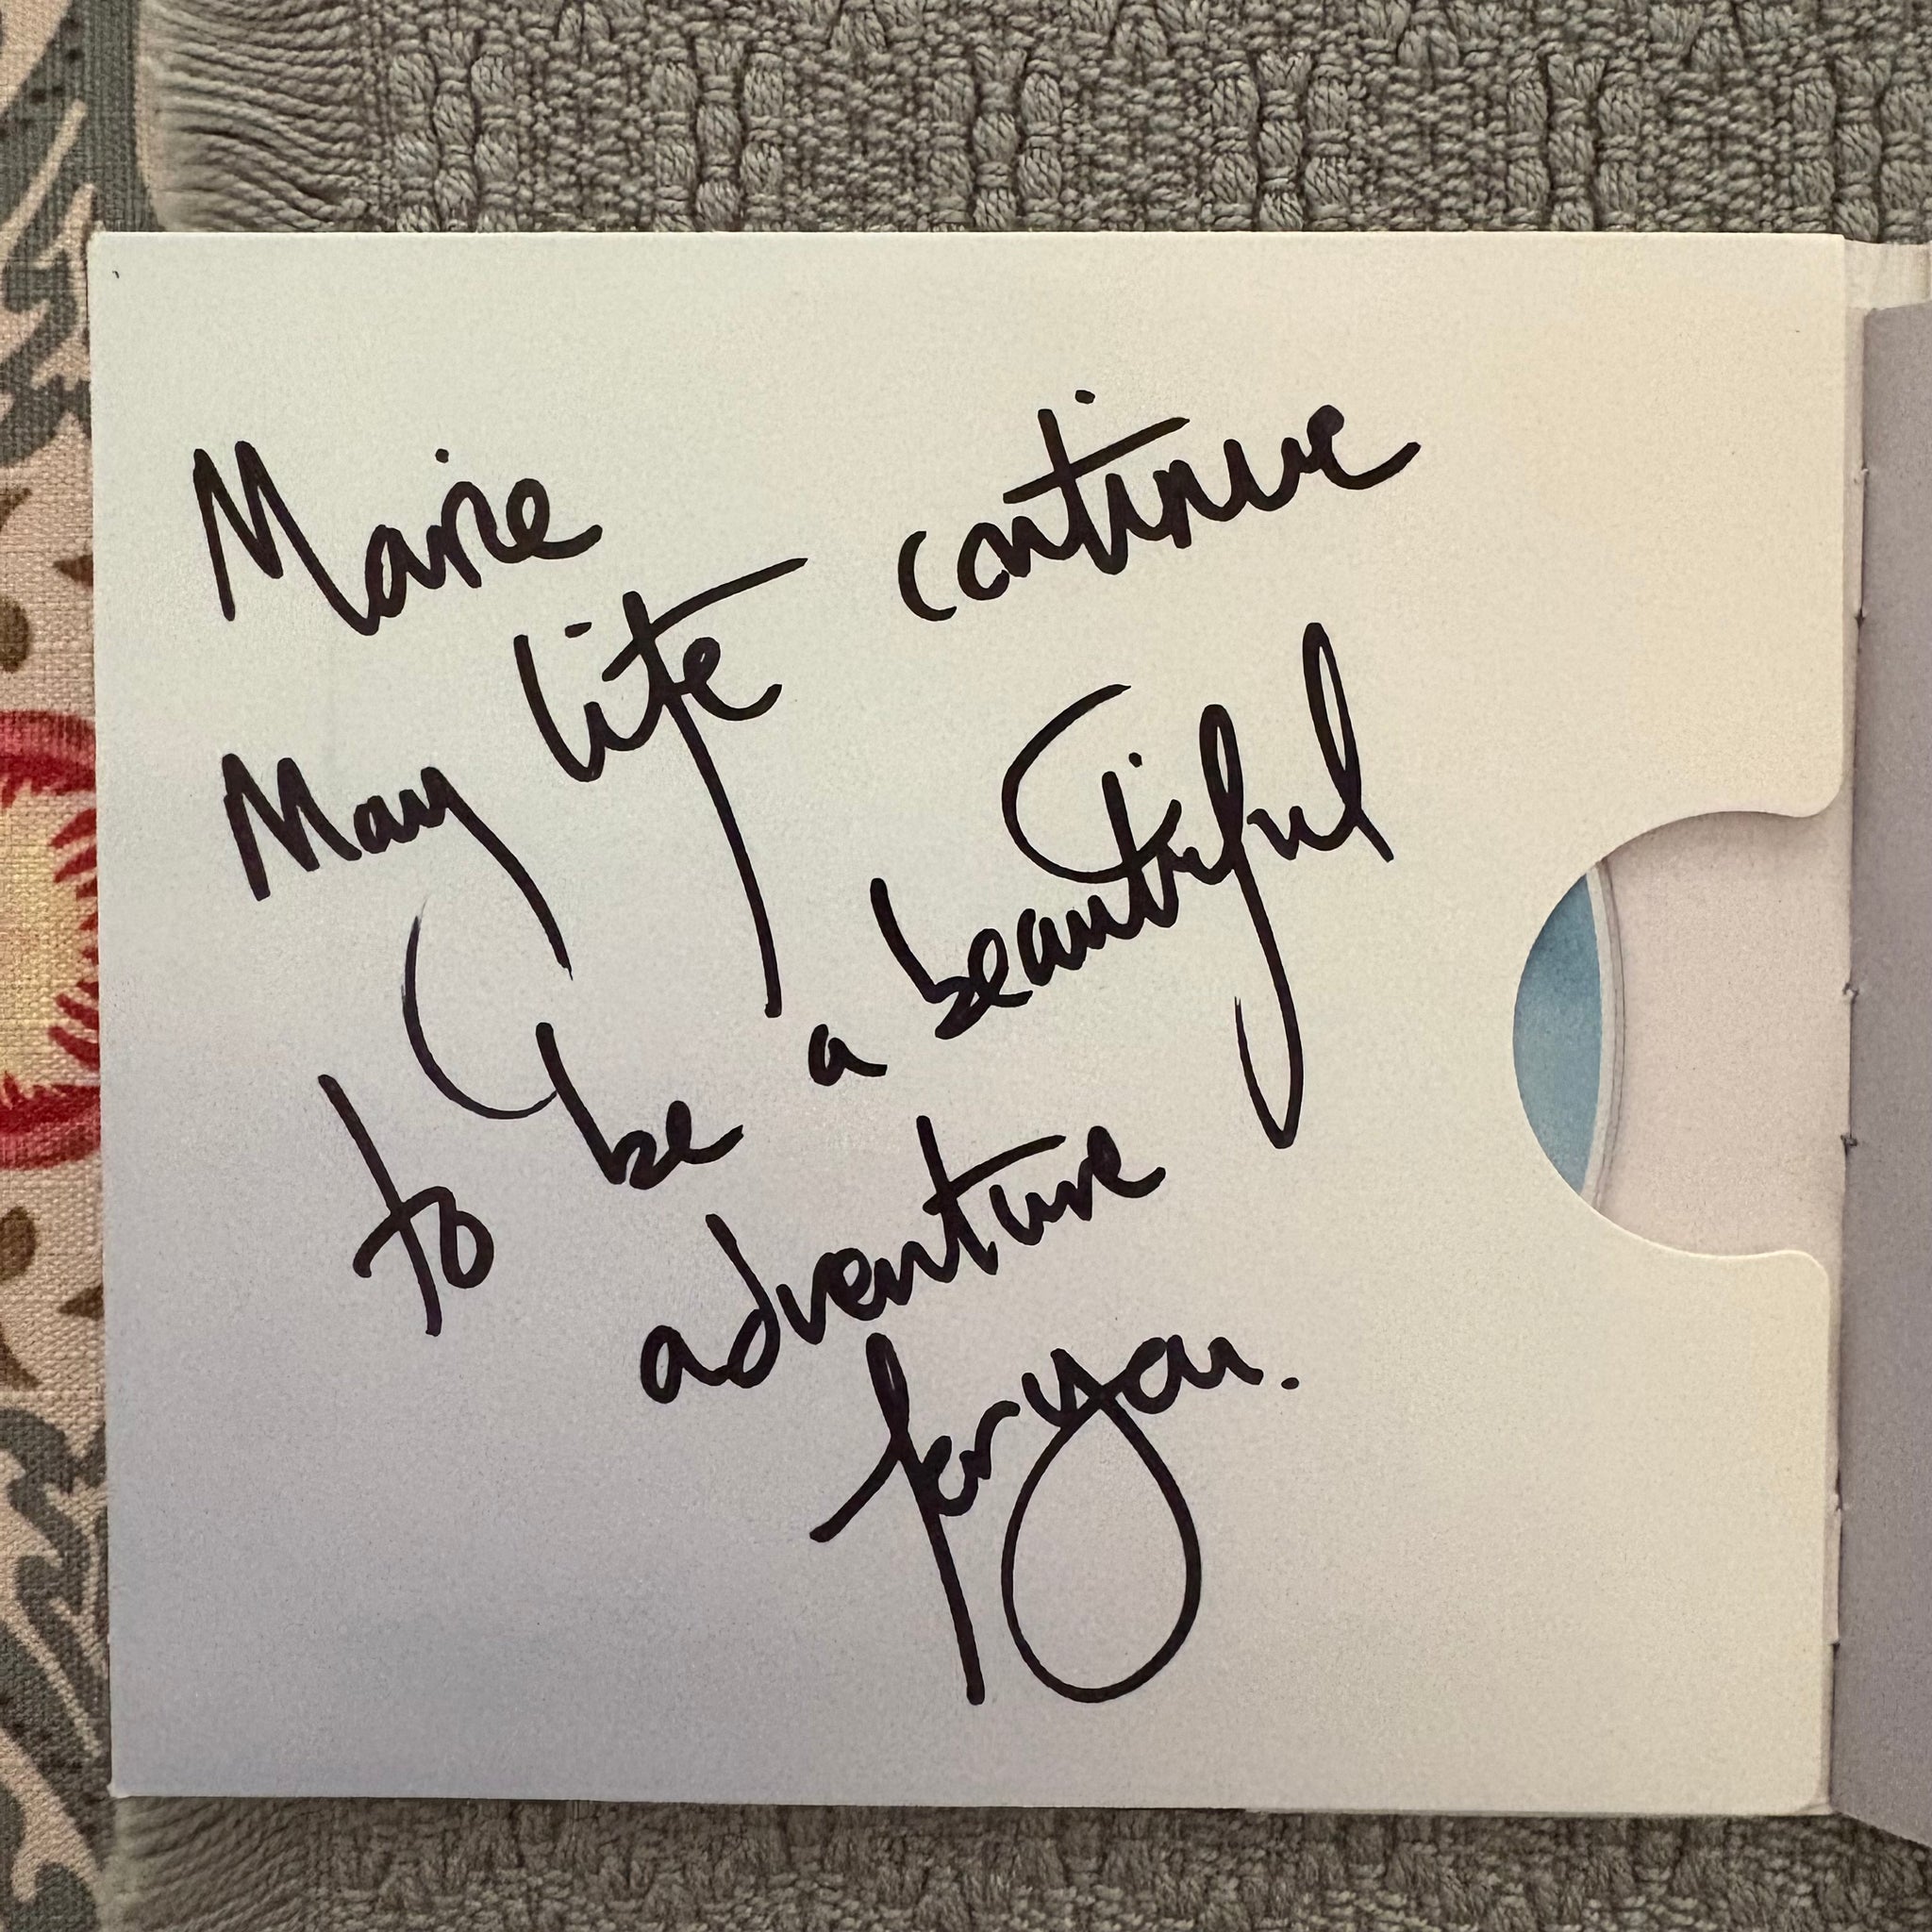 Marie
May life continue
to be a beautiful
adventure
for you.